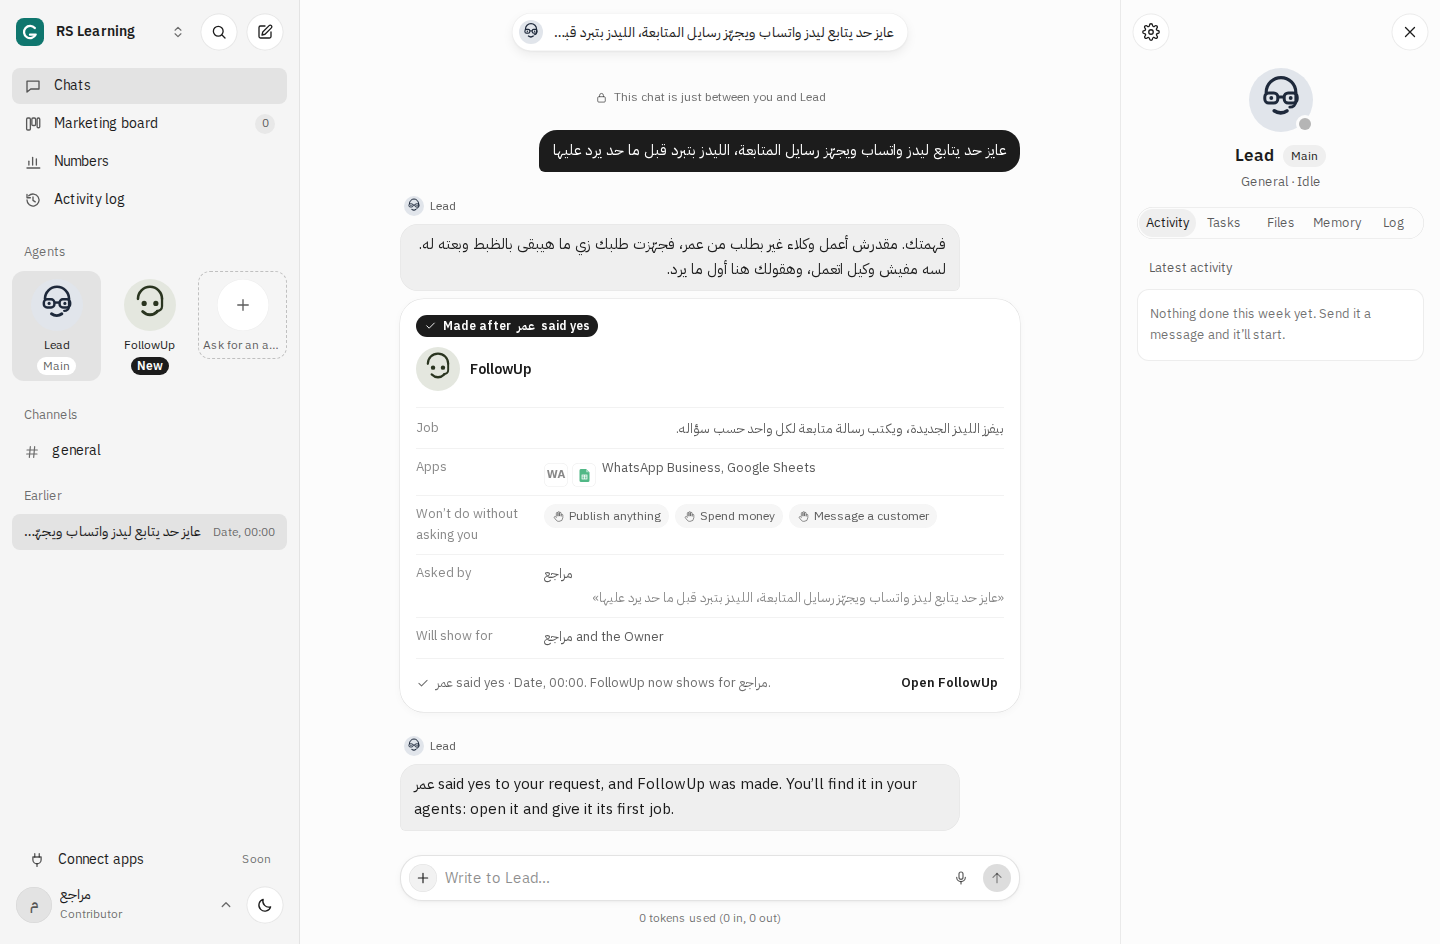 RS Learning
Chats
Marketing board
0
Numbers
Activity log
Agents
Lead
Main
FollowUp
New
Ask for an a...
Channels
general
Earlier
عايز حد يتابع ليدز واتساب ويجهّ...
Date, 00:00
Connect apps
Soon
م
مراجع
Contributor
عايز حد يتابع ليدز واتساب ويجهّز رسايل المتابعة، الليدز بتبرد قبـ...
This chat is just between you and Lead
عايز حد يتابع ليدز واتساب ويجهّز رسايل المتابعة، الليدز بتبرد قبل ما حد يرد عليها
Lead
فهمتك. مقدرش أعمل وكلاء غير بطلب من عمر، فجهّزت طلبك زي ما هيبقى بالظبط وبعته له.
لسه مفيش وكيل اتعمل، وهقولك هنا أول ما يرد.
Made after عمر said yes
FollowUp
Job
بيفرز الليدز الجديدة، ويكتب رسالة متابعة لكل واحد حسب سؤاله.
Apps
WA
WhatsApp Business, Google Sheets
Won't do without
asking you
Publish anything
Spend money
Message a customer
Asked by
مراجع
«عايز حد يتابع ليدز واتساب ويجهّز رسايل المتابعة، الليدز بتبرد قبل ما حد يرد عليها»
Will show for
مراجع and the Owner
عمر said yes · Date, 00:00. FollowUp now shows for مراجع.
Open FollowUp
Lead
عمر said yes to your request, and FollowUp was made. You'll find it in your
agents: open it and give it its first job.
Write to Lead...
0 tokens used (0 in, 0 out)
Lead
Main
General · Idle
Activity
Tasks
Files
Memory
Log
Latest activity
Nothing done this week yet. Send it a
message and it'll start.